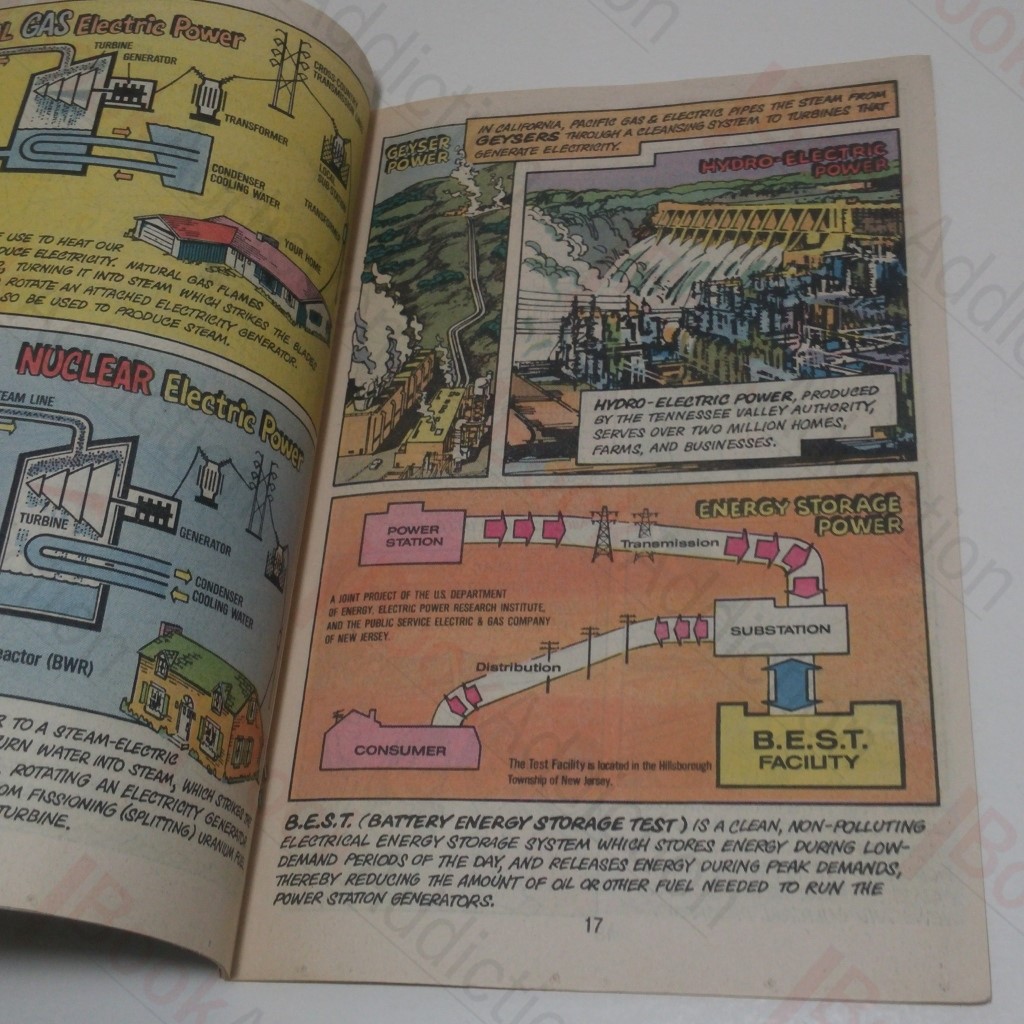 GAS Electric Power
TURBINE
GENERATOR
CROSS-COUNTRY
TRANSFORMER
CONDENSER
COOLING WATER
YOUR HOME
USE TO HEAT OUR
ELECTRICITY. NATURAL GAS FLAMES
TURNING IT INTO STEAM, WHICH STRIKES THE BLADES
ROTATE AN ATTACHED ELECTRICITY GENERATOR.
SO BE USED TO PRODUCE STEAM.
NUCLEAR Electric Power
LINE
TURBINE
GENERATOR
CONDENSER
COOLING WATER
(BWR)
TO A STEAM-ELECTRIC
WATER INTO STEAM, WHICH
ROTATING AN ELECTRICITY GENERATOR
FROM FISSIONING (SPLITTING) URANIUM
TURBINE.
IN CALIFORNIA, PACIFIC GAS & ELECTRIC PIPES THE STEAM FROM
GEYSERS THROUGH A CLEANSING SYSTEM TO TURBINES THAT
GENERATE ELECTRICITY.
GEYSER
POWER
HYDRO-ELECTRIC
POWER
HYDRO-ELECTRIC POWER, PRODUCED
BY THE TENNESSEE VALLEY AUTHORITY,
SERVES OVER TWO MILLION HOMES,
FARMS, AND BUSINESSES.
ENERGY STORAGE
POWER
POWER
STATION
Transmission
A JOINT PROJECT OF THE U.S. DEPARTMENT
OF ENERGY, ELECTRIC POWER RESEARCH INSTITUTE,
AND THE PUBLIC SERVICE ELECTRIC & GAS COMPANY
OF NEW JERSEY.
SUBSTATION
Distribution
CONSUMER
B.E.S.T.
FACILITY
The Test Facility is located in the Hillsborough
Township of New Jersey.
B.E.S.T. (BATTERY ENERGY STORAGE TEST) IS A CLEAN, NON-POLLUTING
ELECTRICAL ENERGY STORAGE SYSTEM WHICH STORES ENERGY DURING LOW-
DEMAND PERIODS OF THE DAY, AND RELEASES ENERGY DURING PEAK DEMANDS,
THEREBY REDUCING THE AMOUNT OF OIL OR OTHER FUEL NEEDED TO RUN THE
POWER STATION GENERATORS.
17